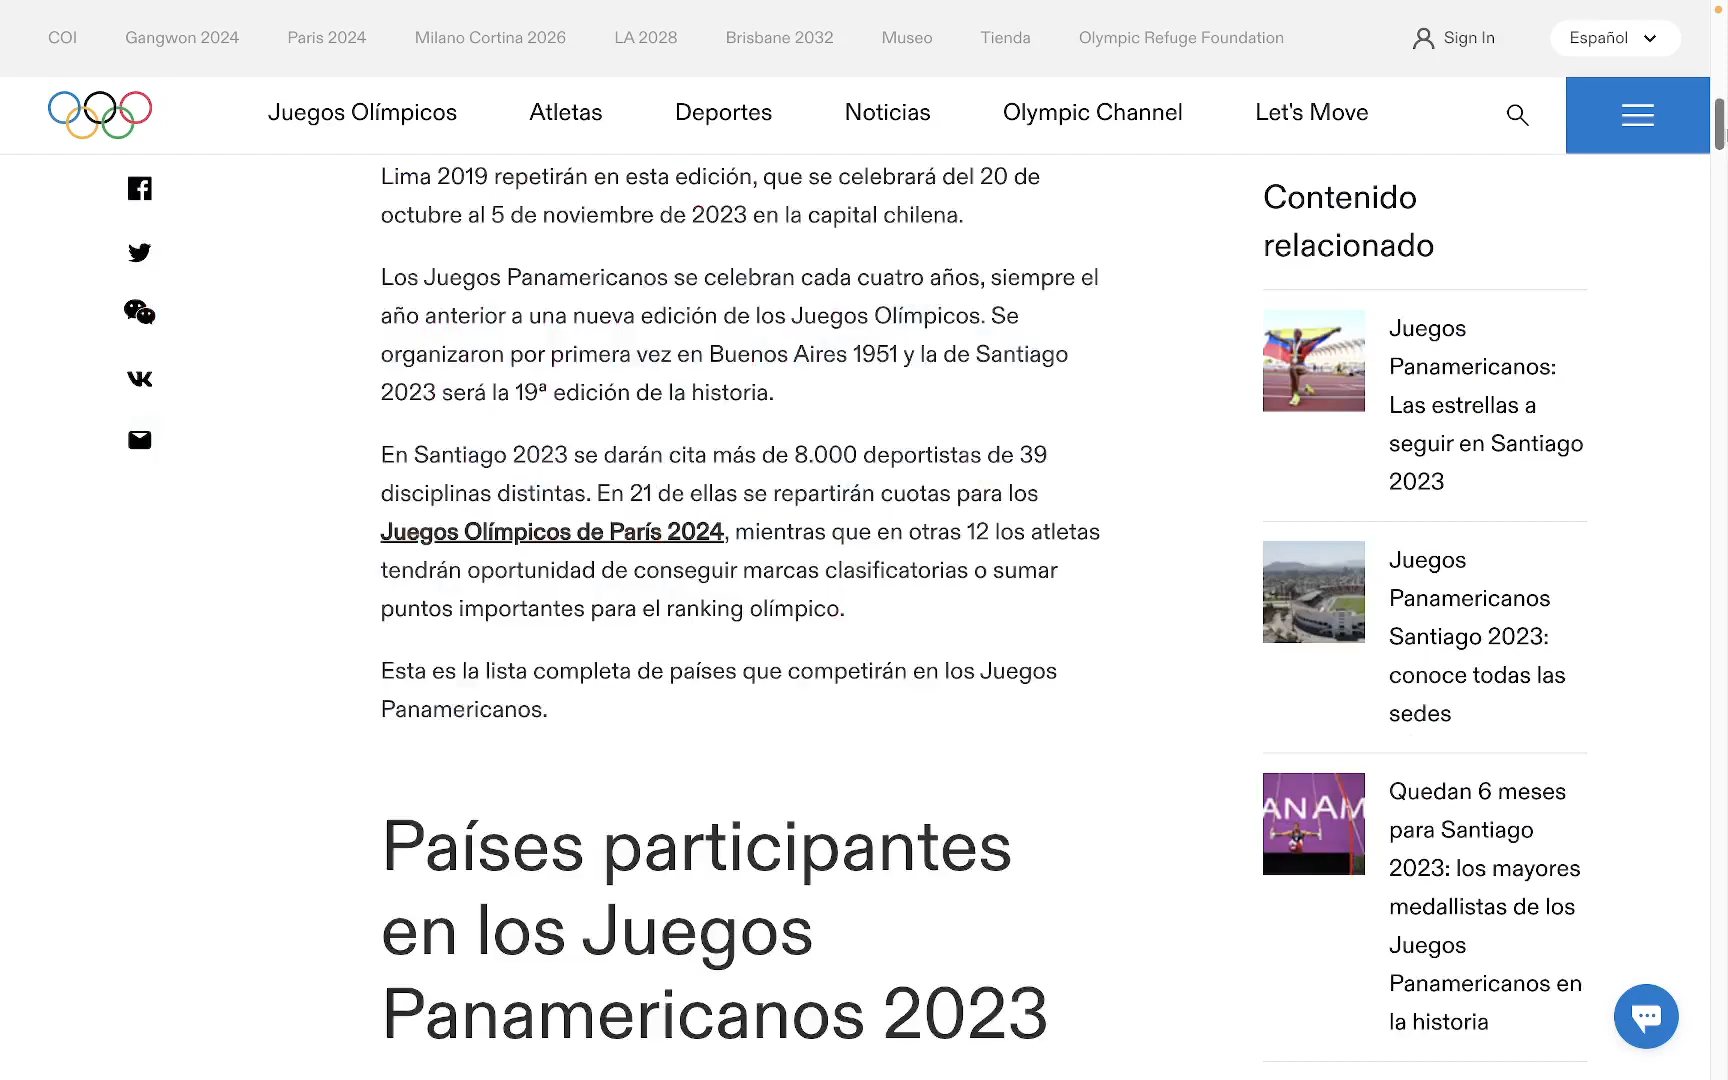 COI
Gangwon 2024
Paris 2024
Milano Cortina 2026
LA 2028
Brisbane 2032
Museo
Tienda
Olympic Refuge Foundation
Sign In
Español
Juegos Olímpicos
Atletas
Deportes
Noticias
Olympic Channel
Let's Move
Lima 2019 repetirán en esta edición, que se celebrará del 20 de
octubre al 5 de noviembre de 2023 en la capital chilena.
Los Juegos Panamericanos se celebran cada cuatro años, siempre el
año anterior a una nueva edición de los Juegos Olímpicos. Se
organizaron por primera vez en Buenos Aires 1951 y la de Santiago
2023 será la 19ª edición de la historia.
En Santiago 2023 se darán cita más de 8.000 deportistas de 39
disciplinas distintas. En 21 de ellas se repartirán cuotas para los
Juegos Olímpicos de París 2024, mientras que en otras 12 los atletas
tendrán oportunidad de conseguir marcas clasificatorias o sumar
puntos importantes para el ranking olímpico.
Esta es la lista completa de países que competirán en los Juegos
Panamericanos.
Países participantes
en los Juegos
Panamericanos 2023
Contenido
relacionado
Juegos
Panamericanos:
Las estrellas a
seguir en Santiago
2023
Juegos
Panamericanos
Santiago 2023:
conoce todas las
sedes
ANAM
Quedan 6 meses
para Santiago
2023: los mayores
medallistas de los
Juegos
Panamericanos en
la historia